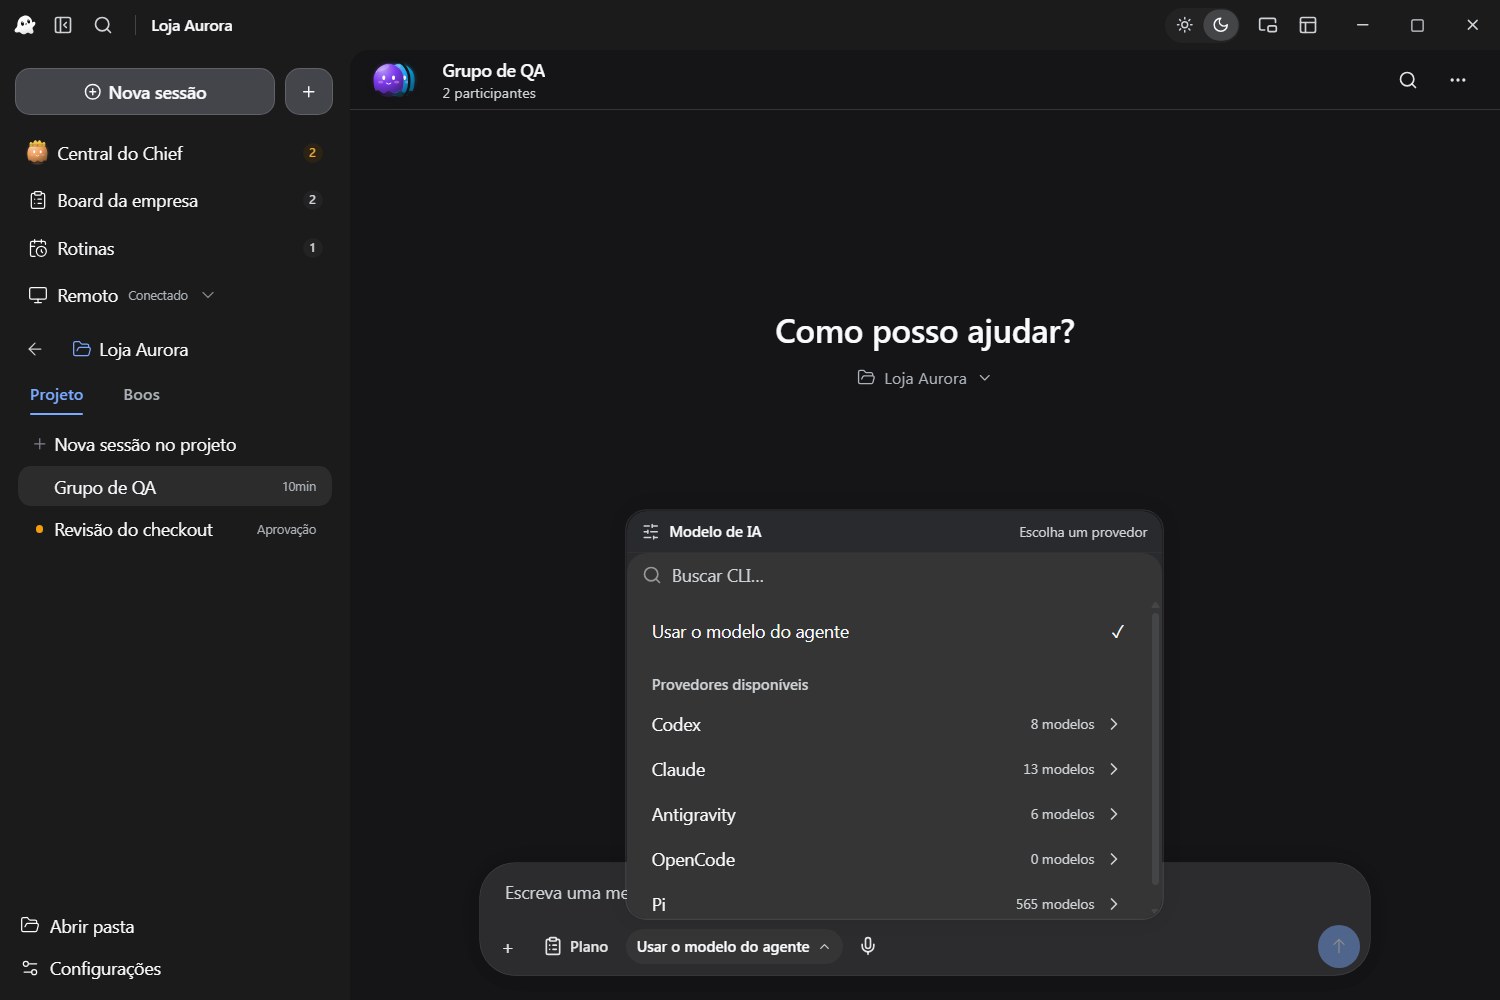 Loja Aurora
Nova sessão
Central do Chief 2
Board da empresa 2
Rotinas 1
Remoto Conectado
Loja Aurora
Projeto Boos
Nova sessão no projeto
Grupo de QA 10min
Revisão do checkout Aprovação
Abrir pasta
Configurações
Grupo de QA
2 participantes
Como posso ajudar?
Loja Aurora
Modelo de IA Escolha um provedor
Buscar CLI...
Usar o modelo do agente
Provedores disponíveis
Codex 8 modelos
Claude 13 modelos
Antigravity 6 modelos
OpenCode 0 modelos
Pi 565 modelos
Escreva uma me
Plano Usar o modelo do agente